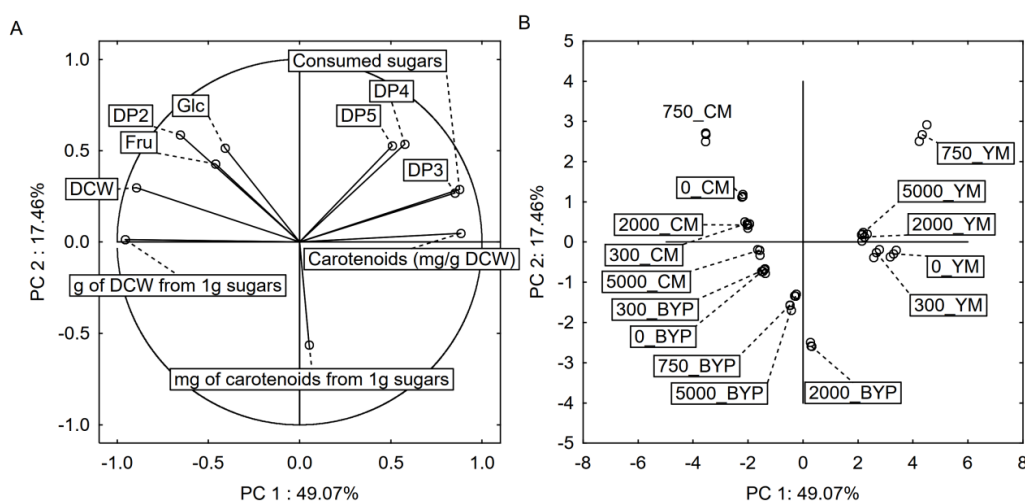 A
1.0
0.5
0.0
-0.5
-1.0
PC 2 : 17.46%
Consumed sugars
DP4
Glc
DP2
DP5
Fru
DP3
DCW
Carotenoids (mg/g DCW)
g of DCW from 1g sugars
mg of carotenoids from 1g sugars
-1.0 -0.5 0.0 0.5 1.0
PC 1 : 49.07%
B
5
4
3
2
1
0
-1
-2
-3
-4
-5
PC 2: 17.46%
750_CM
750_YM
0_CM
5000_YM
2000_CM
2000_YM
300_CM
0_YM
5000_CM
300_YM
300_BYP
0_BYP
750_BYP
5000_BYP
2000_BYP
-8 -6 -4 -2 0 2 4 6 8
PC 1: 49.07%